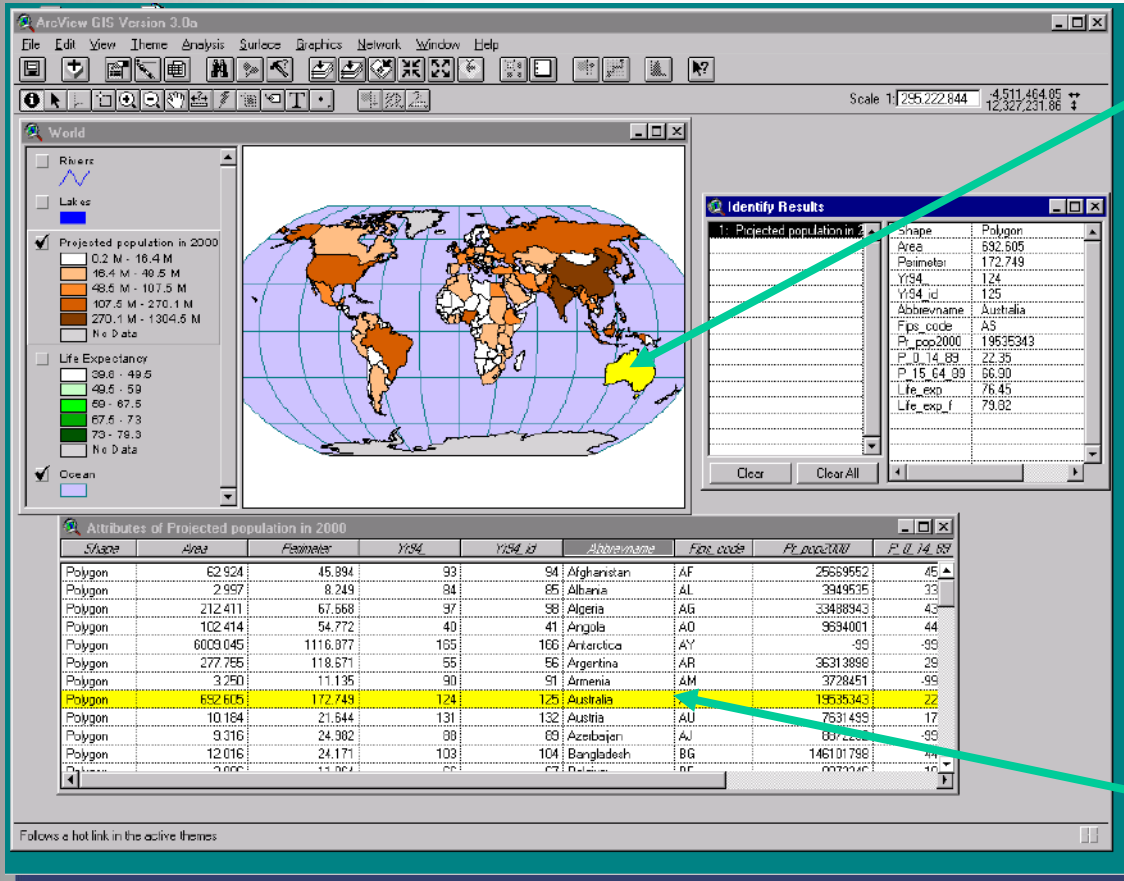 ArcView GIS Version 3.0a
File Edit View Theme Analysis Surface Graphics Network Window Help
Scale 1: 295,222,844
-4,511,464.85
12,327,231.86
World
Rivers
Lakes
Projected population in 2000
0.2 M - 16.4 M
16.4 M - 48.5 M
48.5 M - 107.5 M
107.5 M - 270.1 M
270.1 M - 1304.5 M
No Data
Life Expectancy
39.6 - 49.5
49.5 - 59
59 - 67.5
67.5 - 73
73 - 79.3
No Data
Ocean
Identify Results
1: Projected population in 2
Shape Polygon
Area 692.605
Perimeter 172.749
Yr94_ 124
Yr94_id 125
Abbrevname Australia
Fips_code AS
Pr_pop2000 19535343
P_0_14_89 22.35
P_15_64_89 66.90
Life_exp 76.45
Life_exp_f 79.82
Clear Clear All
Attributes of Projected population in 2000
Shape Area Perimeter Yr94_ Yr94_id Abbrevname Fips_code Pr_pop2000 P_0_14_89
Polygon 62.924 45.894 93 94 Afghanistan AF 25669552 45
Polygon 2.997 8.249 84 85 Albania AL 3949535 33
Polygon 212.411 67.668 97 98 Algeria AG 33488943 43
Polygon 102.414 54.772 40 41 Angola AO 9694001 44
Polygon 6009.045 1116.877 165 166 Antarctica AY -99 -99
Polygon 277.755 118.671 55 56 Argentina AR 36313898 29
Polygon 3.250 11.135 90 91 Armenia AM 3728451 -99
Polygon 692.605 172.749 124 125 Australia 19535343 22
Polygon 10.184 21.644 131 132 Austria AU 7631499 17
Polygon 9.316 24.982 88 89 Azerbaijan AJ -99
Polygon 12.016 24.171 103 104 Bangladesh BG 146101798 44
Follows a hot link in the active themes